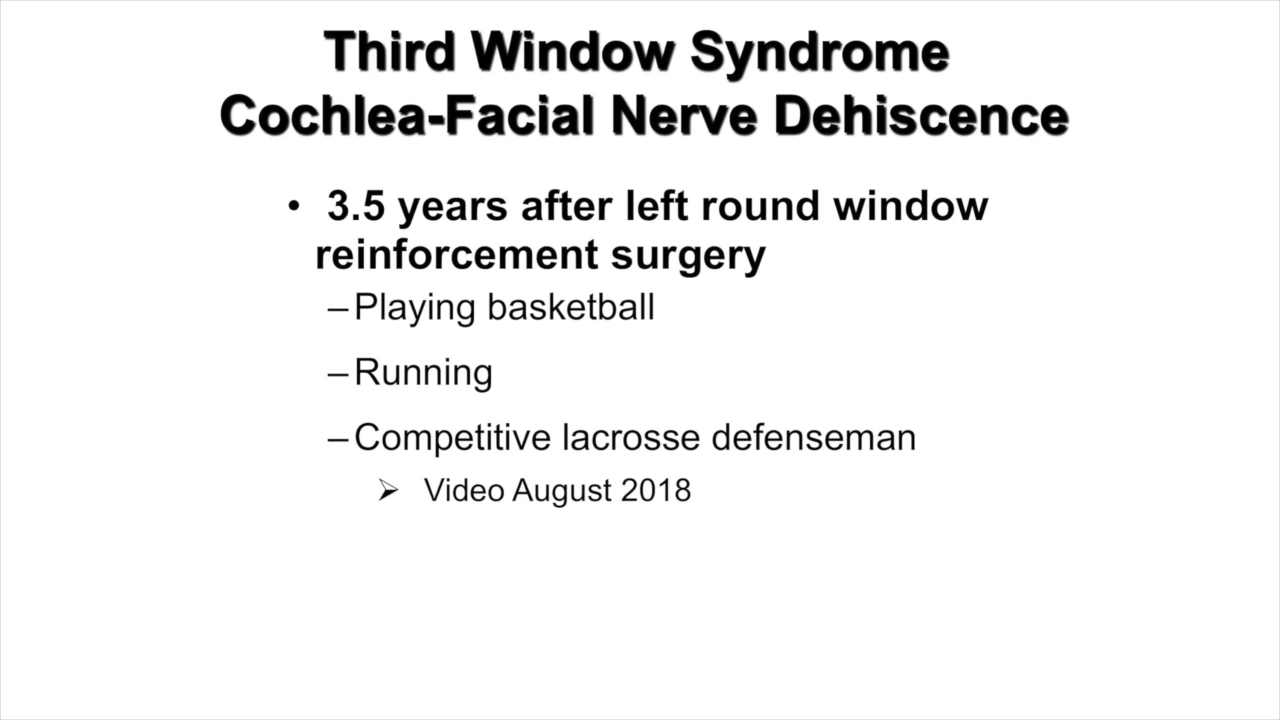 Third Window Syndrome
Cochlea-Facial Nerve Dehiscence
• 3.5 years after left round window
reinforcement surgery
–Playing basketball
–Running
–Competitive lacrosse defenseman
➢ Video August 2018